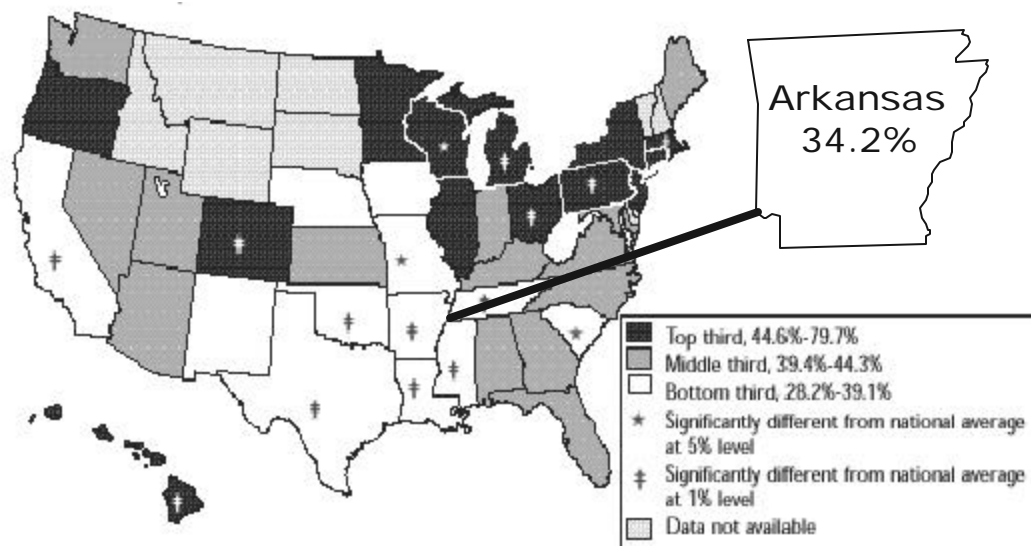 Arkansas
34.2%
Top third, 44.6%-79.7%
Middle third, 39.4%-44.3%
Bottom third, 28.2%-39.1%
★ Significantly different from national average
at 5% level
‡ Significantly different from national average
at 1% level
Data not available